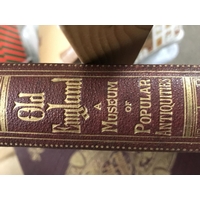 Old
England
A
Museum
of
Popular
Antiquities